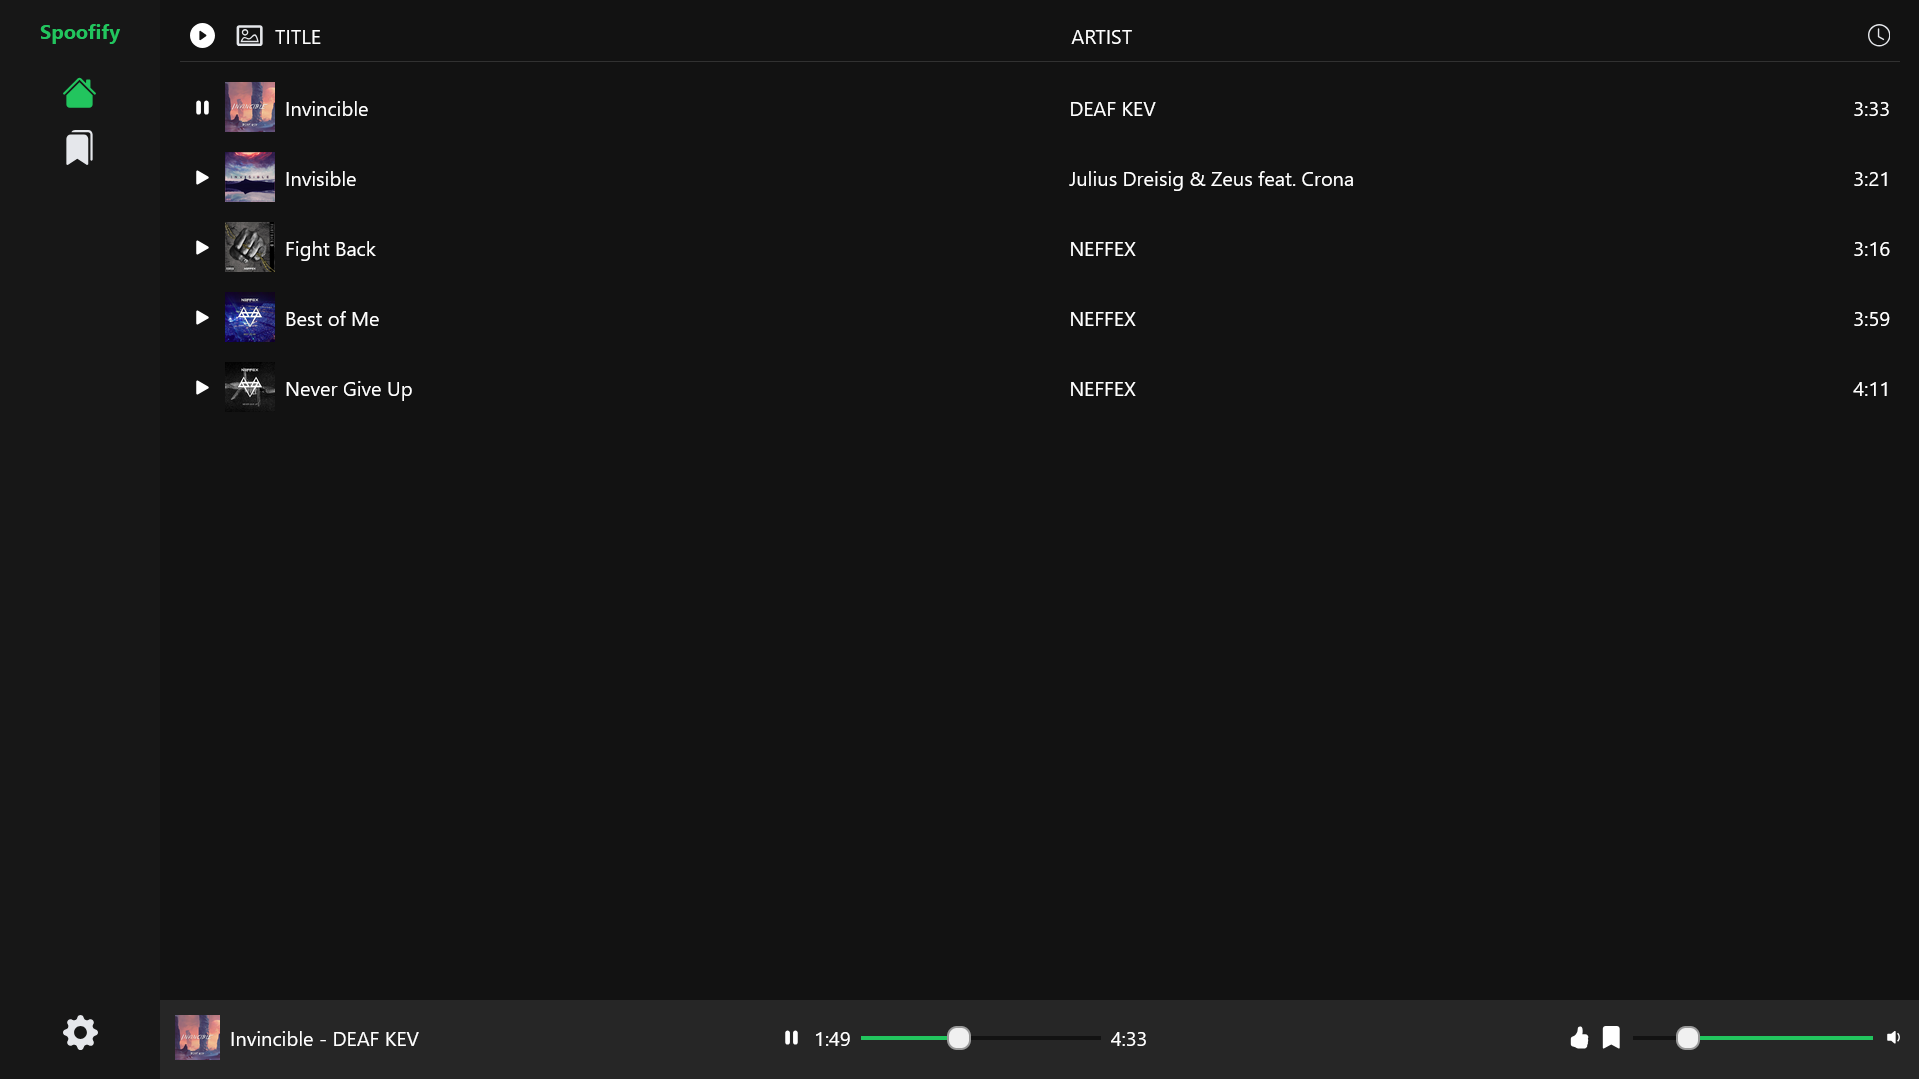 Spoofify
TITLE ARTIST
Invincible DEAF KEV 3:33
Invisible Julius Dreisig & Zeus feat. Crona 3:21
Fight Back NEFFEX 3:16
Best of Me NEFFEX 3:59
Never Give Up NEFFEX 4:11
Invincible - DEAF KEV 1:49 4:33